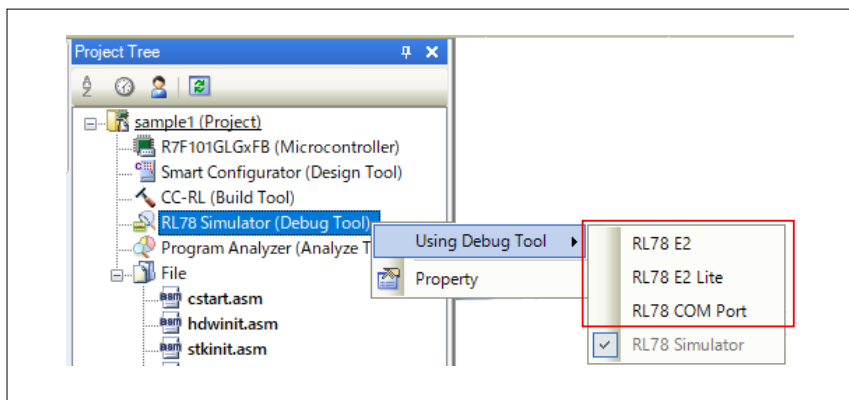 Project Tree
sample1 (Project)
R7F101GLGxFB (Microcontroller)
Smart Configurator (Design Tool)
CC-RL (Build Tool)
RL78 Simulator (Debug Tool)
Program Analyzer (Analyze T
File
cstart.asm
hdwinit.asm
stkinit.asm
Using Debug Tool
Property
RL78 E2
RL78 E2 Lite
RL78 COM Port
RL78 Simulator